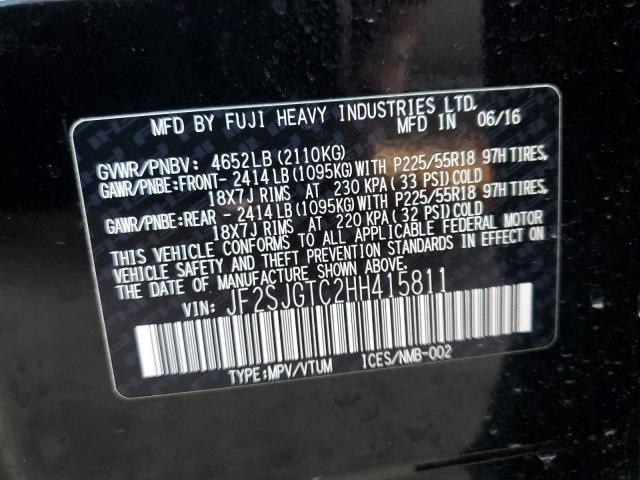 MFD BY FUJI HEAVY INDUSTRIES LTD.
MFD IN 06/16
GVWR/PNBV: 4652LB (2110KG)
GAWR/PNBE:FRONT- 2414 LB (1095KG) WITH P225/55R18 97H TIRES,
18X7J RIMS AT 230 KPA (33 PSI) COLD
GAWR/PNBE:REAR - 2414 LB (1095KG) WITH P225/55R18 97H TIRES,
18X7J RIMS AT 220 KPA (32 PSI) COLD
THIS VEHICLE CONFORMS TO ALL APPLICABLE FEDERAL MOTOR
VEHICLE SAFETY AND THEFT PREVENTION STANDARDS IN EFFECT ON
THE DATE OF MANUFACTURE SHOWN ABOVE.
VIN: JF2SJGTC2HH415811
TYPE:MPV/VTUM ICES/NMB-002